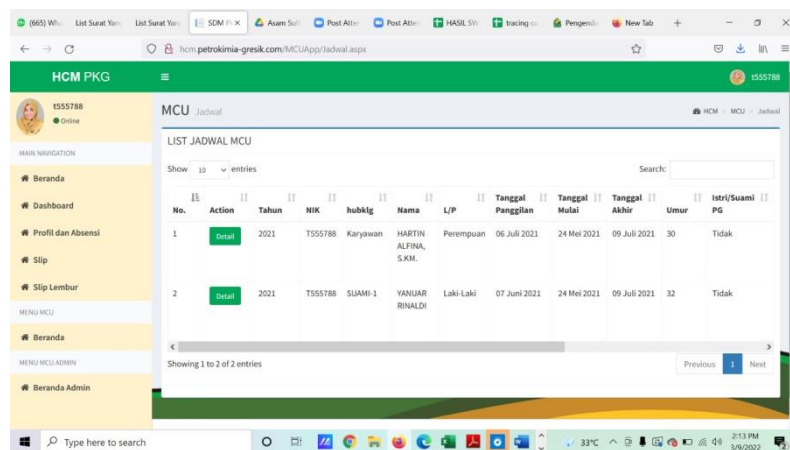 (665) Wh
List Surat Yan
List Surat Yan
SDM P
Asam Sul
Post Atte
Post Atte
HASIL SW
tracing co
Pengenda
New Tab
hcm.petrokimia-gresik.com/MCUApp/Jadwal.aspx
HCM PKG
t555788
t555788
Online
MAIN NAVIGATION
Beranda
Dashboard
Profil dan Absensi
Slip
Slip Lembur
MENU MCU
Beranda
MENU MCU ADMIN
Beranda Admin
MCU Jadwal
HCM MCU Jadwal
LIST JADWAL MCU
Show 10 entries
Search:
No. Action Tahun NIK hubklg Nama L/P Tanggal Panggilan Tanggal Mulai Tanggal Akhir Umur Istri/Suami PG
1 Detail 2021 T555788 Karyawan HARTIN ALFINA, S.KM. Perempuan 06 Juli 2021 24 Mei 2021 09 Juli 2021 30 Tidak
2 Detail 2021 T555788 SUAMI-1 YANUAR RINALDI Laki-Laki 07 Juni 2021 24 Mei 2021 09 Juli 2021 32 Tidak
Showing 1 to 2 of 2 entries
Previous 1 Next
Type here to search
33°C
2:13 PM
3/9/2022